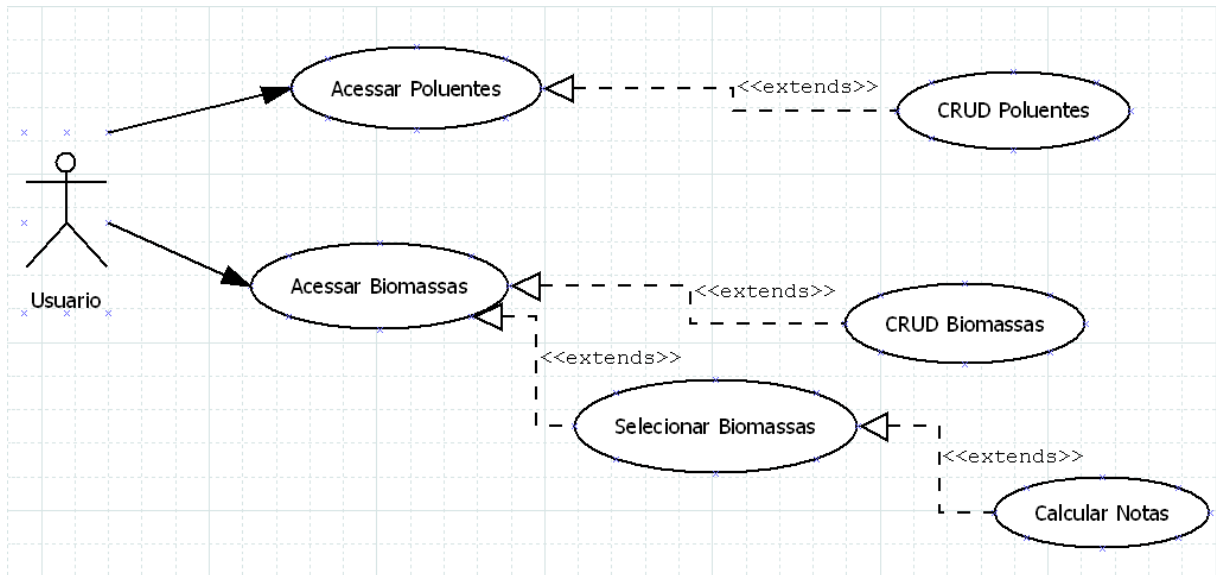 Acessar Poluentes
<<extends>>
CRUD Poluentes
Usuario
Acessar Biomassas
<<extends>>
CRUD Biomassas
<<extends>>
Selecionar Biomassas
<<extends>>
Calcular Notas